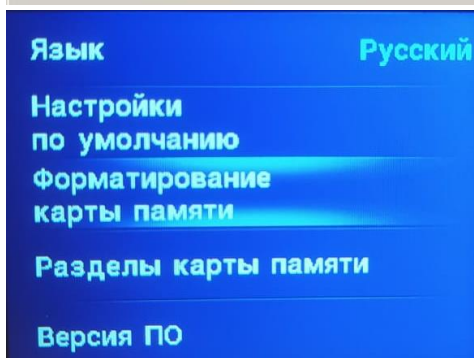 Язык Русский
Настройки
по умолчанию
Форматирование
карты памяти
Разделы карты памяти
Версия ПО